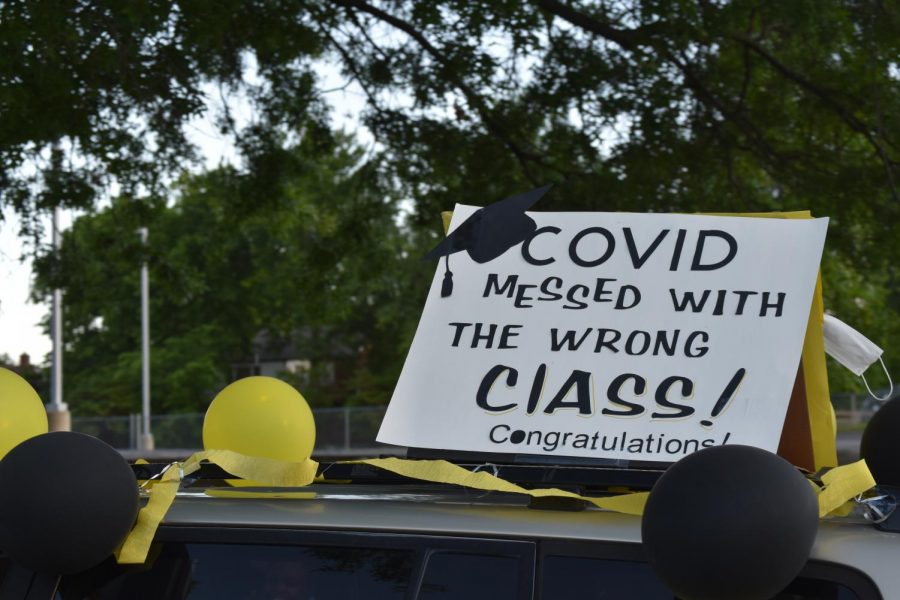 COVID
MESSED WITH
THE WRONG
ClASS!
Congratulations!